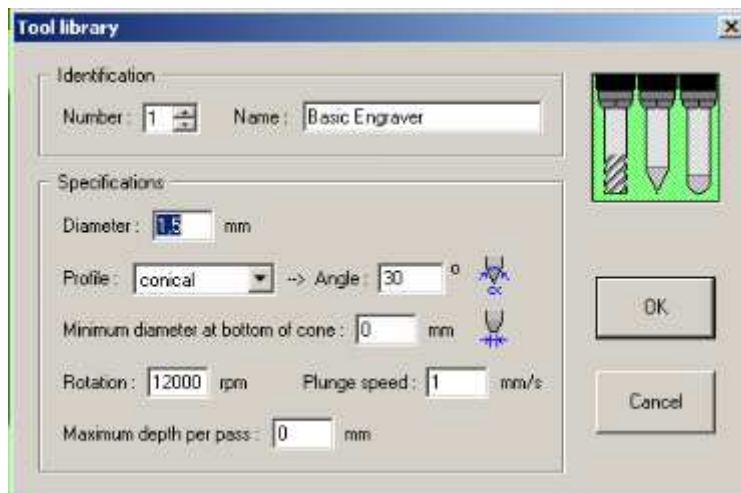 Tool library
Identification
Number : 1 Name : Basic Engraver
Specifications
Diameter : 1.5 mm
Profile : conical --> Angle : 30 °
α
Minimum diameter at bottom of cone : 0 mm
Rotation : 12000 rpm Plunge speed : 1 mm/s
Maximum depth per pass : 0 mm
OK
Cancel